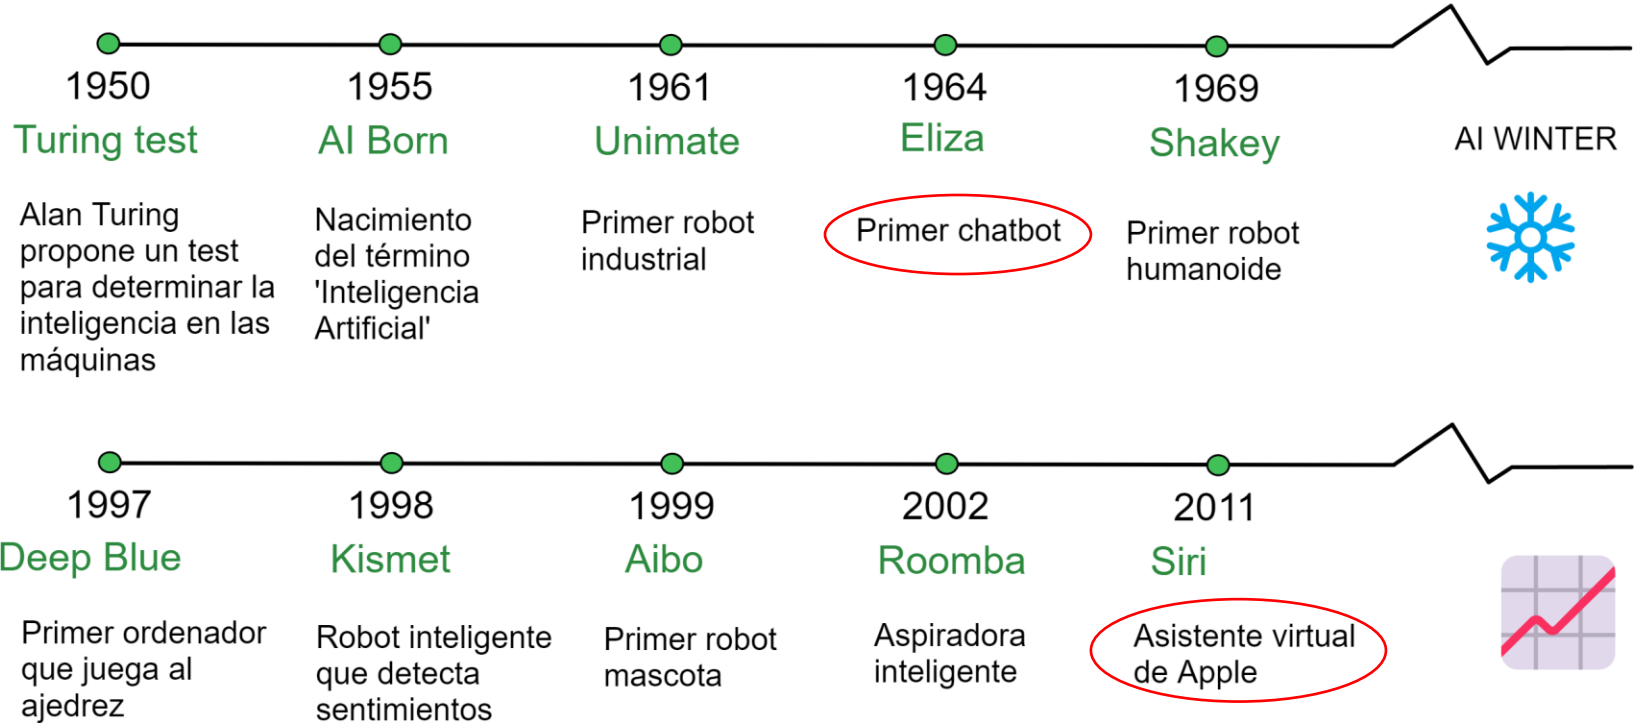 1950
Turing test
Alan Turing
propone un test
para determinar la
inteligencia en las
máquinas
1955
AI Born
Nacimiento
del término
'Inteligencia
Artificial'
1961
Unimate
Primer robot
industrial
1964
Eliza
Primer chatbot
1969
Shakey
Primer robot
humanoide
AI WINTER
1997
Deep Blue
Primer ordenador
que juega al
ajedrez
1998
Kismet
Robot inteligente
que detecta
sentimientos
1999
Aibo
Primer robot
mascota
2002
Roomba
Aspiradora
inteligente
2011
Siri
Asistente virtual
de Apple